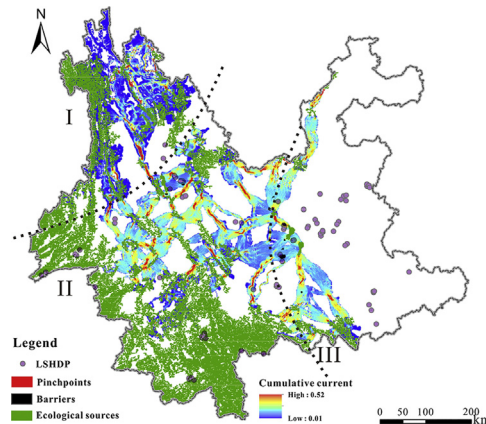 N
I
II
III
Legend
LSHDP
Pinchpoints
Barriers
Ecological sources
Cumulative current
High : 0.52
Low : 0.01
0 50 100 200
km